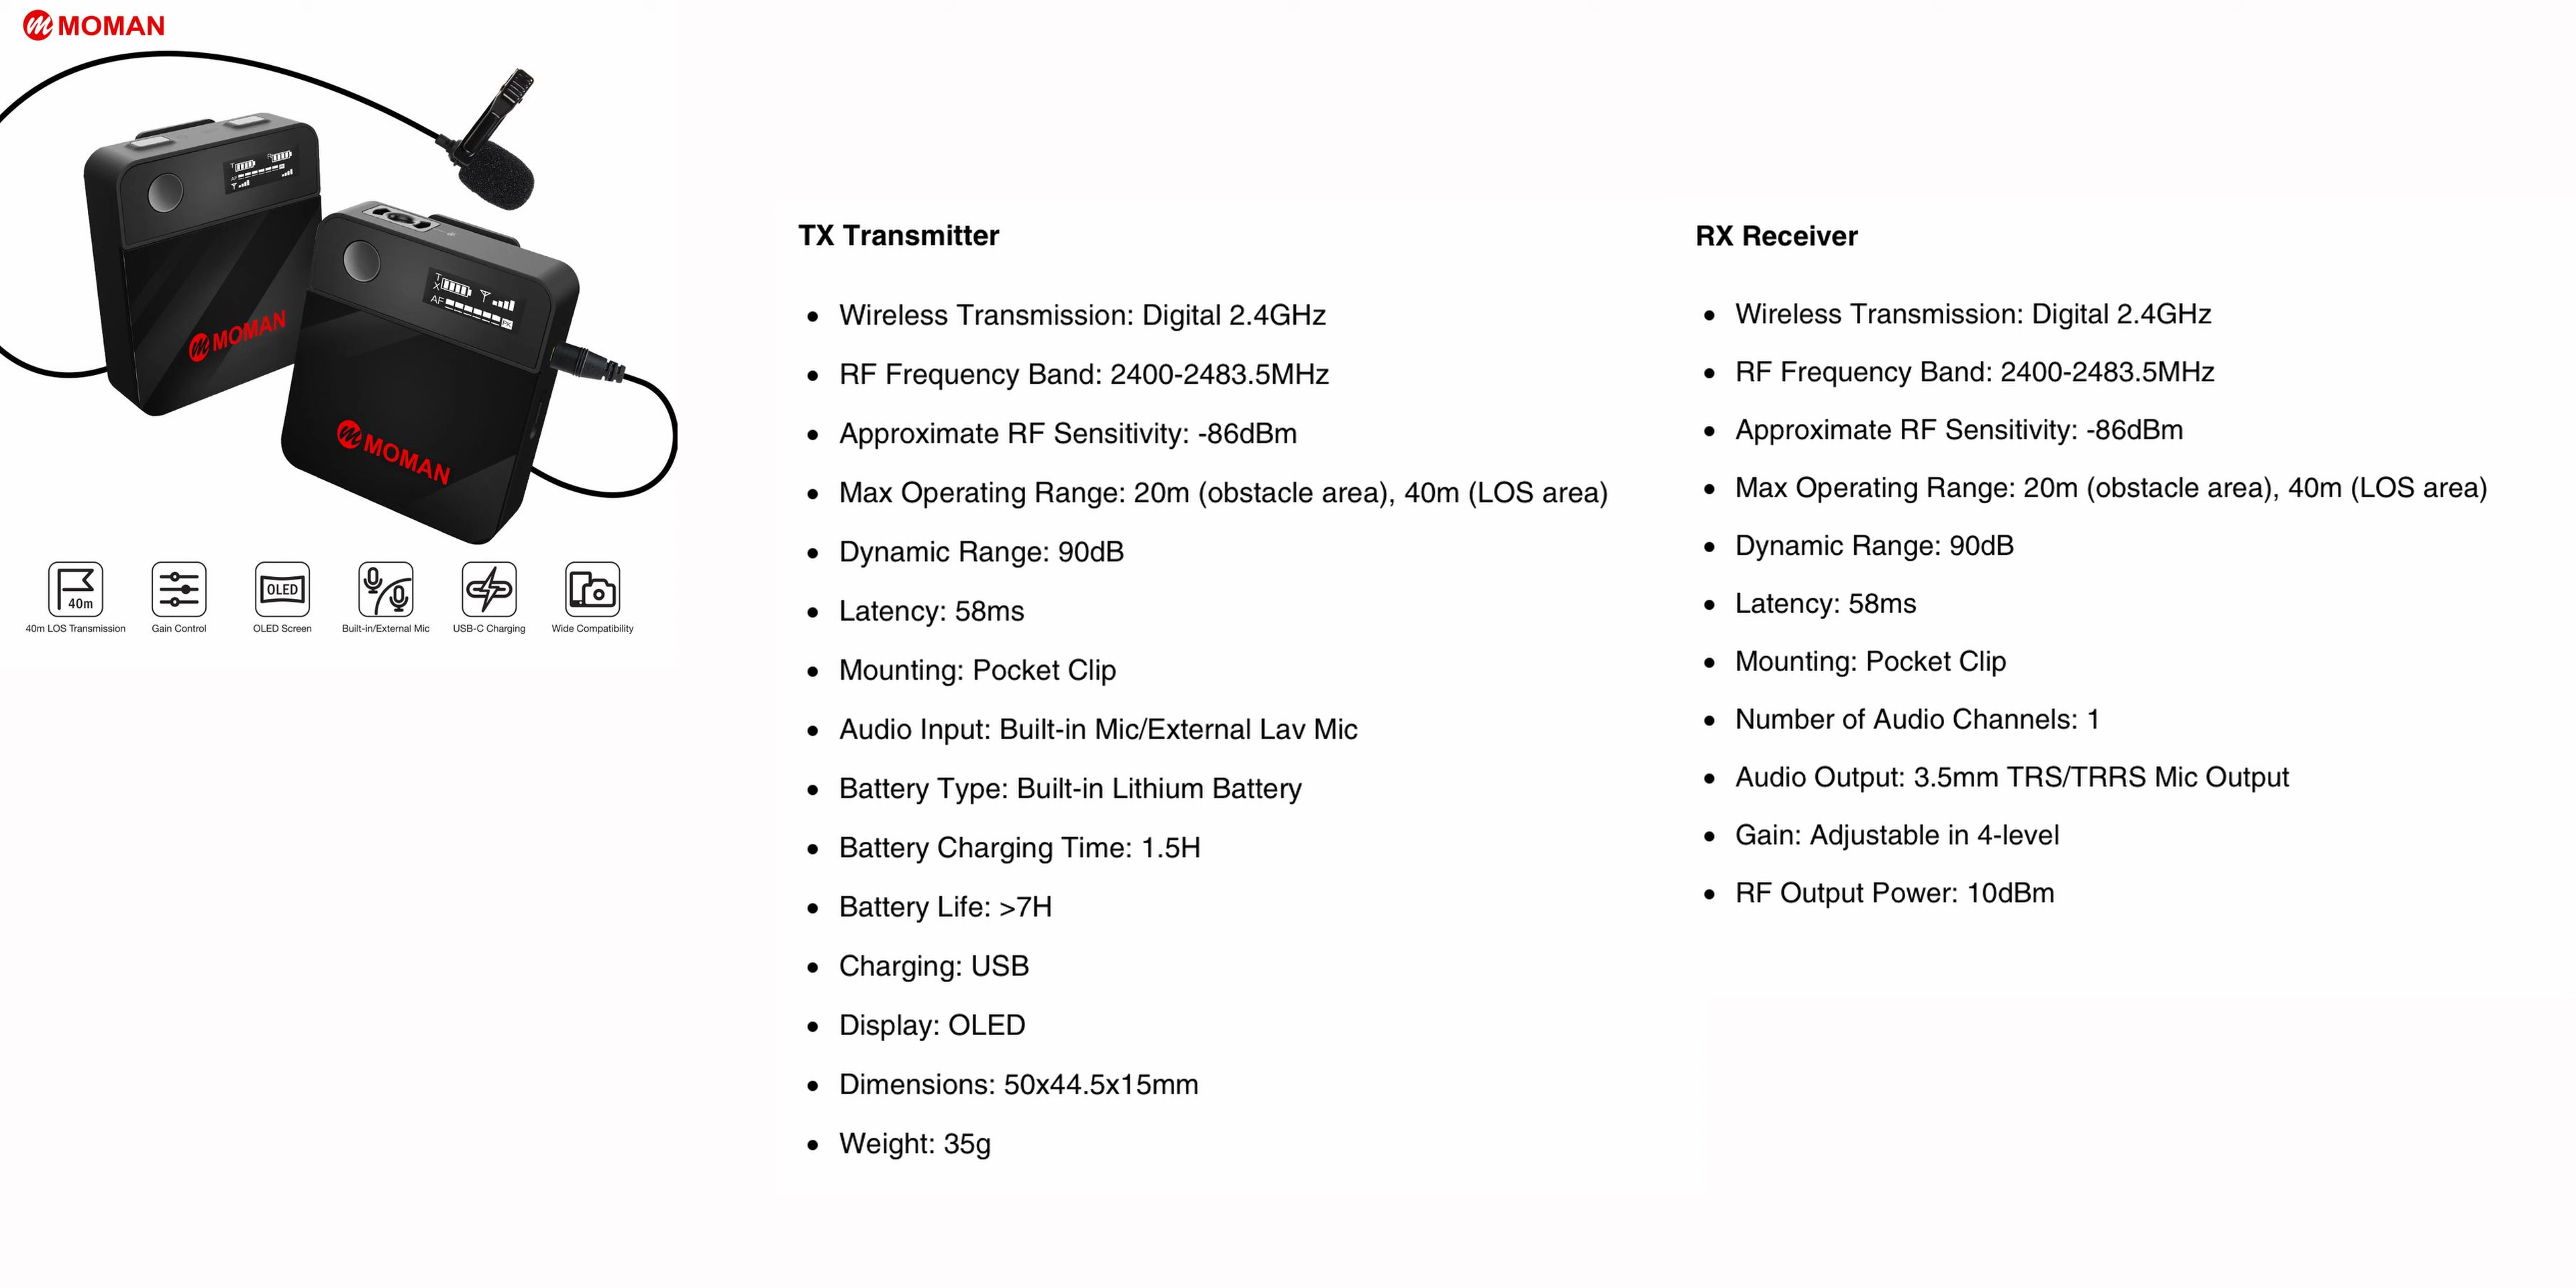 MOMAN
T R
AF
MOMAN
TX
AF PK
MOMAN
40m
OLED
40m LOS Transmission
Gain Control
OLED Screen
Built-in/External Mic
USB-C Charging
Wide Compatibility
TX Transmitter
• Wireless Transmission: Digital 2.4GHz
• RF Frequency Band: 2400-2483.5MHz
• Approximate RF Sensitivity: -86dBm
• Max Operating Range: 20m (obstacle area), 40m (LOS area)
• Dynamic Range: 90dB
• Latency: 58ms
• Mounting: Pocket Clip
• Audio Input: Built-in Mic/External Lav Mic
• Battery Type: Built-in Lithium Battery
• Battery Charging Time: 1.5H
• Battery Life: >7H
• Charging: USB
• Display: OLED
• Dimensions: 50x44.5x15mm
• Weight: 35g
RX Receiver
• Wireless Transmission: Digital 2.4GHz
• RF Frequency Band: 2400-2483.5MHz
• Approximate RF Sensitivity: -86dBm
• Max Operating Range: 20m (obstacle area), 40m (LOS area)
• Dynamic Range: 90dB
• Latency: 58ms
• Mounting: Pocket Clip
• Number of Audio Channels: 1
• Audio Output: 3.5mm TRS/TRRS Mic Output
• Gain: Adjustable in 4-level
• RF Output Power: 10dBm